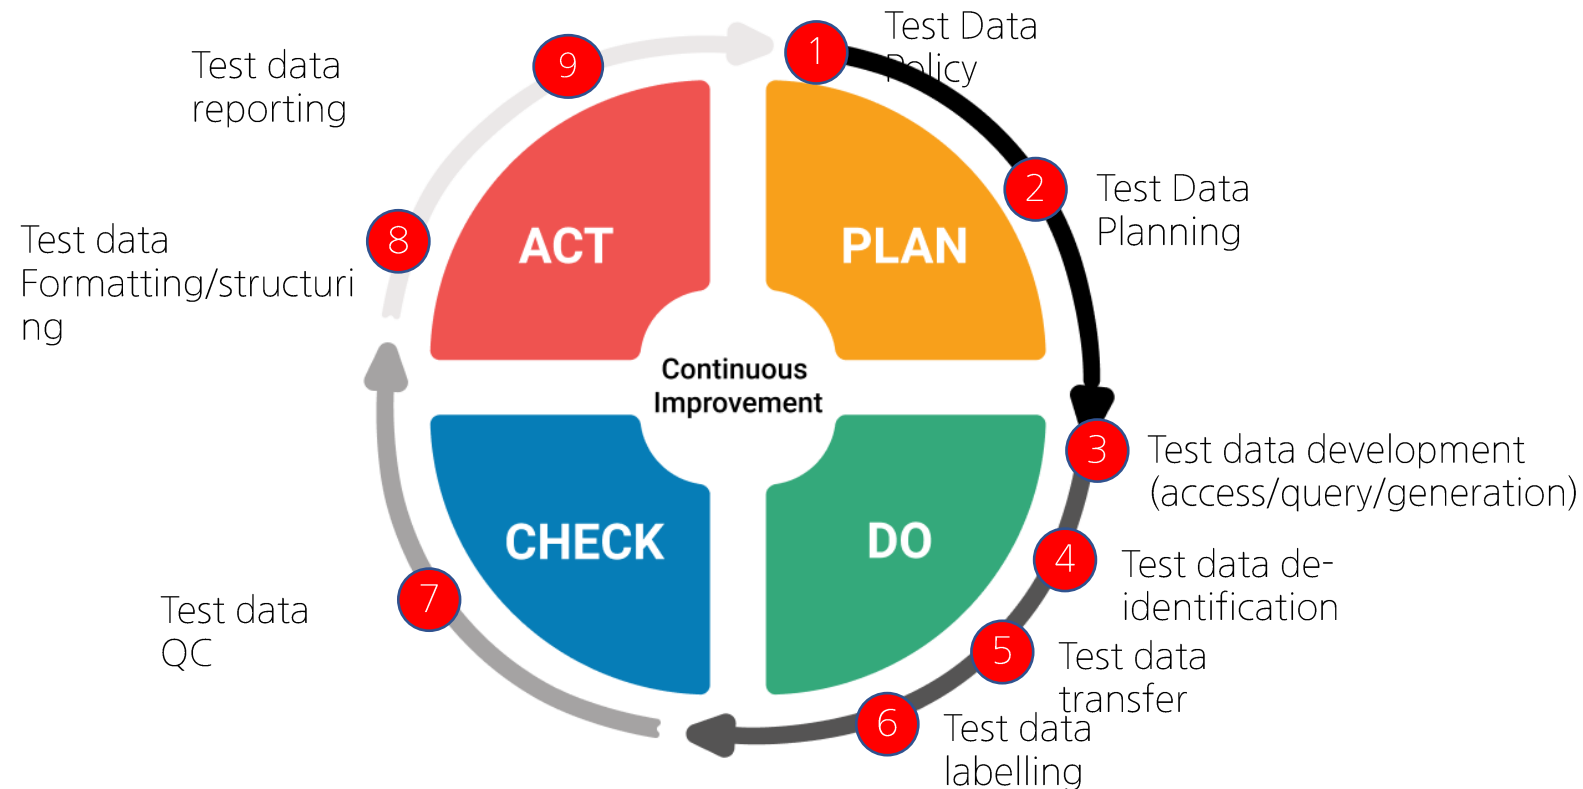 1
Test Data
Policy
2
Test Data
Planning
3
Test data development
(access/query/generation)
4
Test data de-
identification
5
Test data
transfer
6
Test data
labelling
7
Test data
QC
8
Test data
Formatting/structuri
ng
9
Test data
reporting
ACT
PLAN
Continuous
Improvement
CHECK
DO